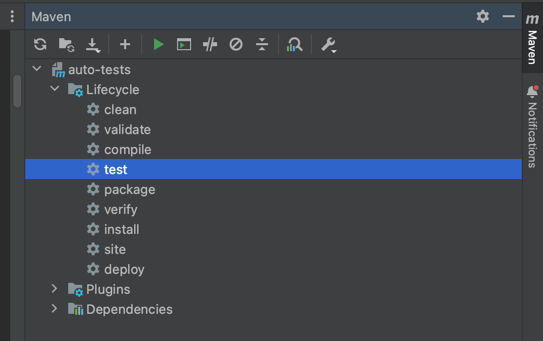 Maven
auto-tests
Lifecycle
clean
validate
compile
test
package
verify
install
site
deploy
Plugins
Dependencies
m
Maven
Notifications